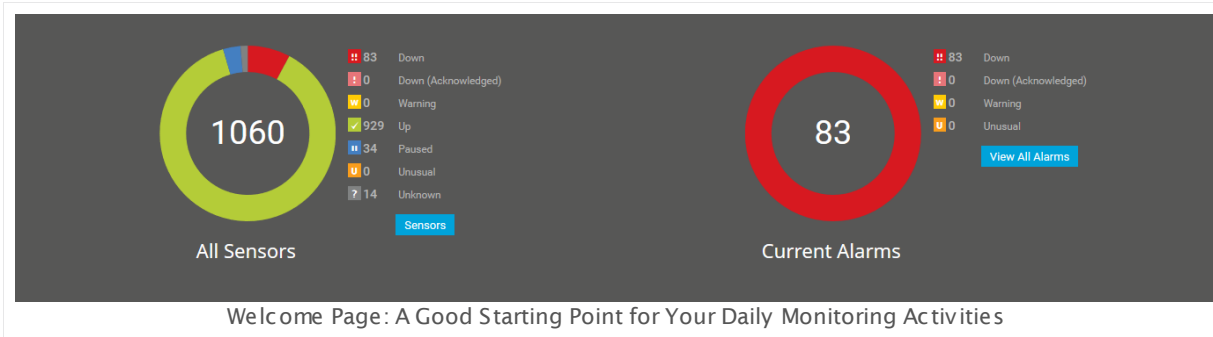 1060
!! 83 Down
! 0 Down (Acknowledged)
W 0 Warning
929 Up
34 Paused
U 0 Unusual
? 14 Unknown
Sensors
All Sensors
83
!! 83 Down
! 0 Down (Acknowledged)
W 0 Warning
U 0 Unusual
View All Alarms
Current Alarms
Welcome Page: A Good Starting Point for Your Daily Monitoring Activities